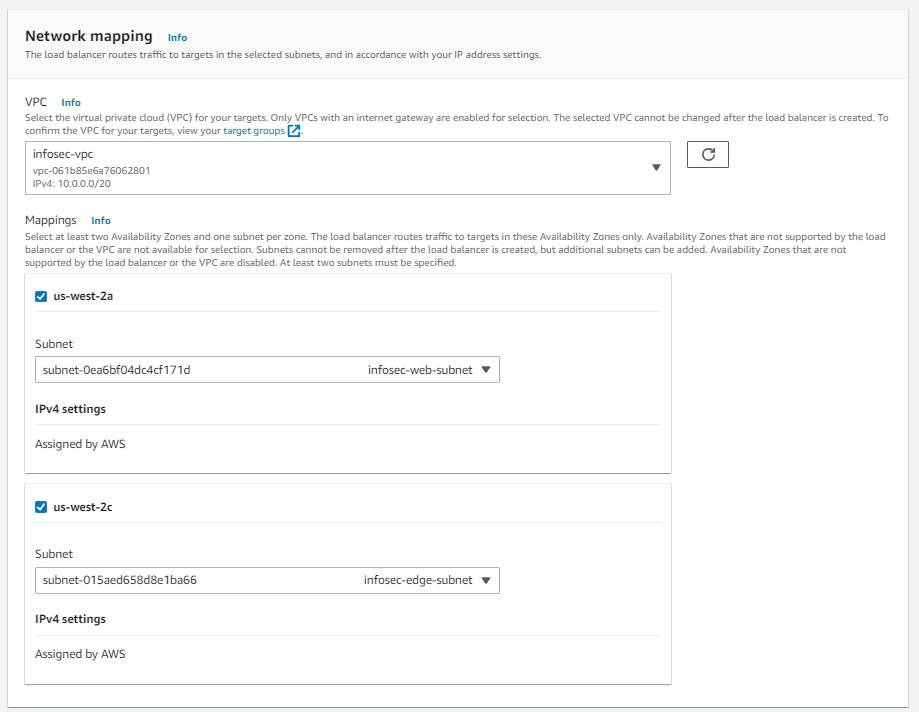 Network mapping Info
The load balancer routes traffic to targets in the selected subnets, and in accordance with your IP address settings.
VPC Info
Select the virtual private cloud (VPC) for your targets. Only VPCs with an internet gateway are enabled for selection. The selected VPC cannot be changed after the load balancer is created. To
confirm the VPC for your targets, view your target groups.
infosec-vpc
vpc-061b85e6a76062801
IPv4: 10.0.0.0/20
Mappings Info
Select at least two Availability Zones and one subnet per zone. The load balancer routes traffic to targets in these Availability Zones only. Availability Zones that are not supported by the load
balancer or the VPC are not available for selection. Subnets cannot be removed after the load balancer is created, but additional subnets can be added. Availability Zones that are not
supported by the load balancer or the VPC are disabled. At least two subnets must be specified.
us-west-2a
Subnet
subnet-0ea6bf04dc4cf171d infosec-web-subnet
IPv4 settings
Assigned by AWS
us-west-2c
Subnet
subnet-015aed658d8e1ba66 infosec-edge-subnet
IPv4 settings
Assigned by AWS